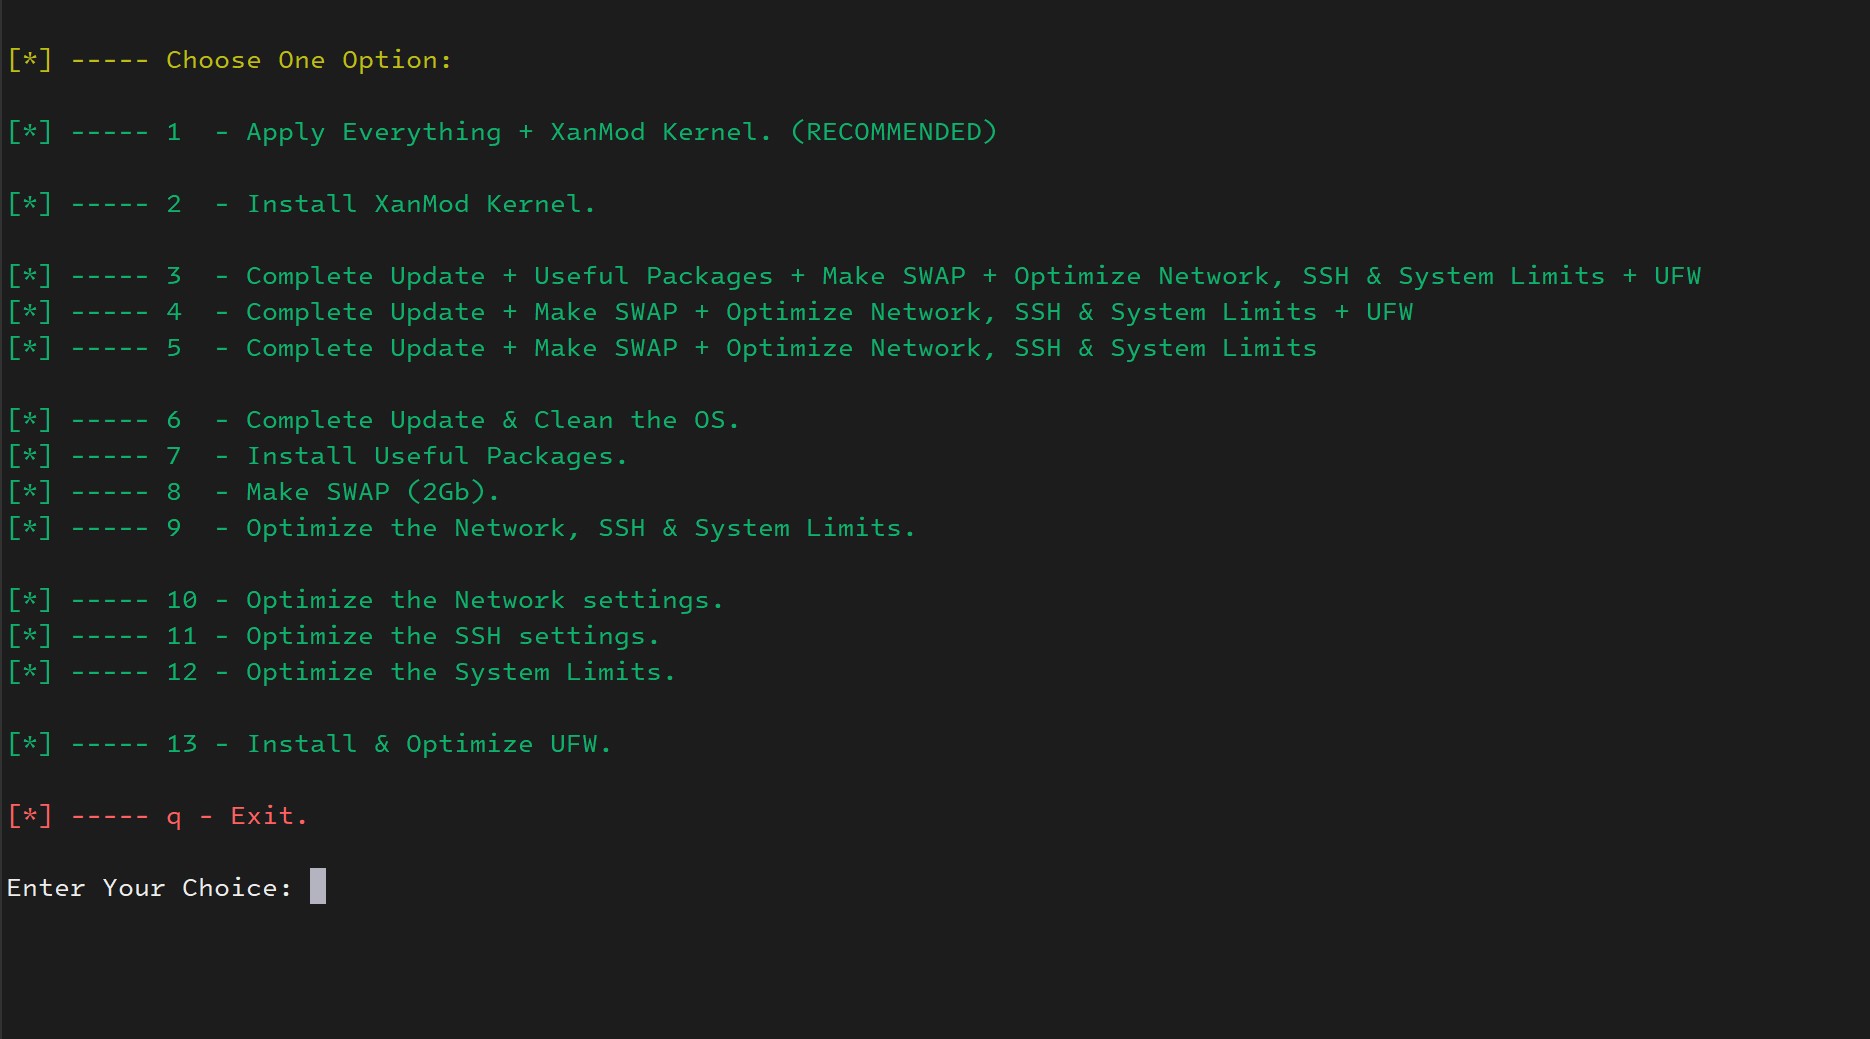 [*] ----- Choose One Option:
[*] ----- 1  - Apply Everything + XanMod Kernel. (RECOMMENDED)
[*] ----- 2  - Install XanMod Kernel.
[*] ----- 3  - Complete Update + Useful Packages + Make SWAP + Optimize Network, SSH & System Limits + UFW
[*] ----- 4  - Complete Update + Make SWAP + Optimize Network, SSH & System Limits + UFW
[*] ----- 5  - Complete Update + Make SWAP + Optimize Network, SSH & System Limits
[*] ----- 6  - Complete Update & Clean the OS.
[*] ----- 7  - Install Useful Packages.
[*] ----- 8  - Make SWAP (2Gb).
[*] ----- 9  - Optimize the Network, SSH & System Limits.
[*] ----- 10 - Optimize the Network settings.
[*] ----- 11 - Optimize the SSH settings.
[*] ----- 12 - Optimize the System Limits.
[*] ----- 13 - Install & Optimize UFW.
[*] ----- q - Exit.
Enter Your Choice: